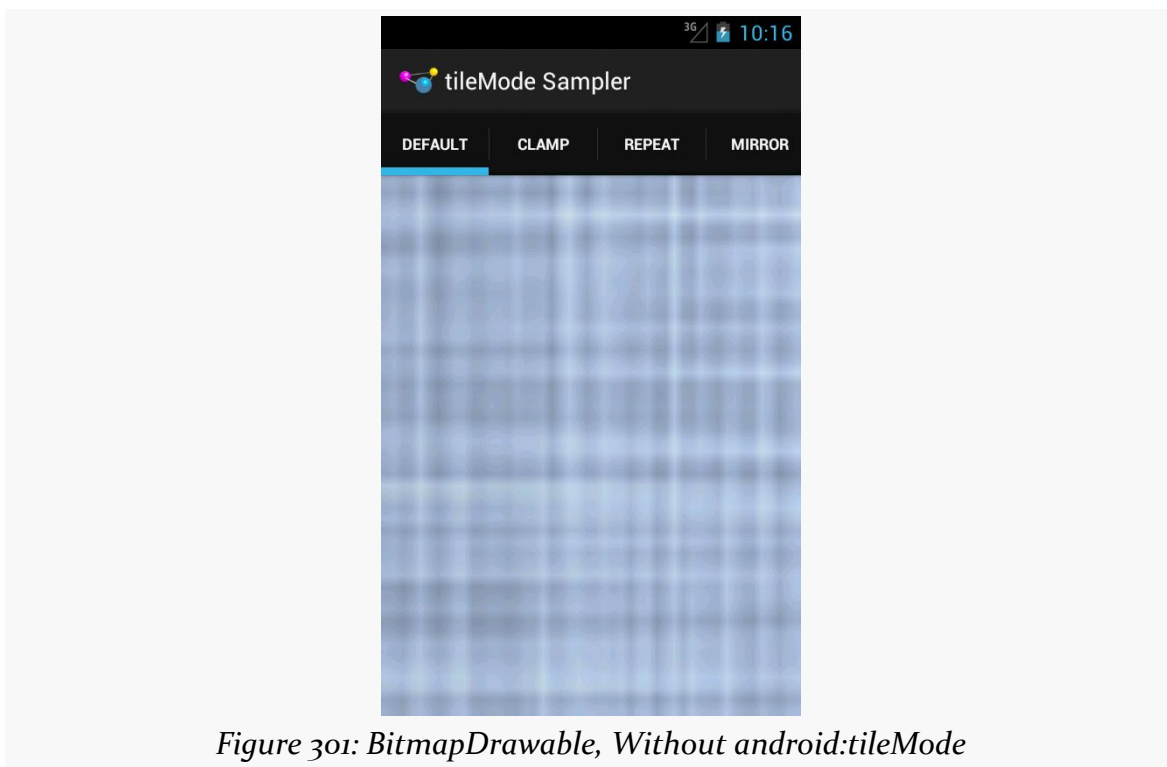 3G 10:16
tileMode Sampler
DEFAULT CLAMP REPEAT MIRROR
Figure 301: BitmapDrawable, Without android:tileMode